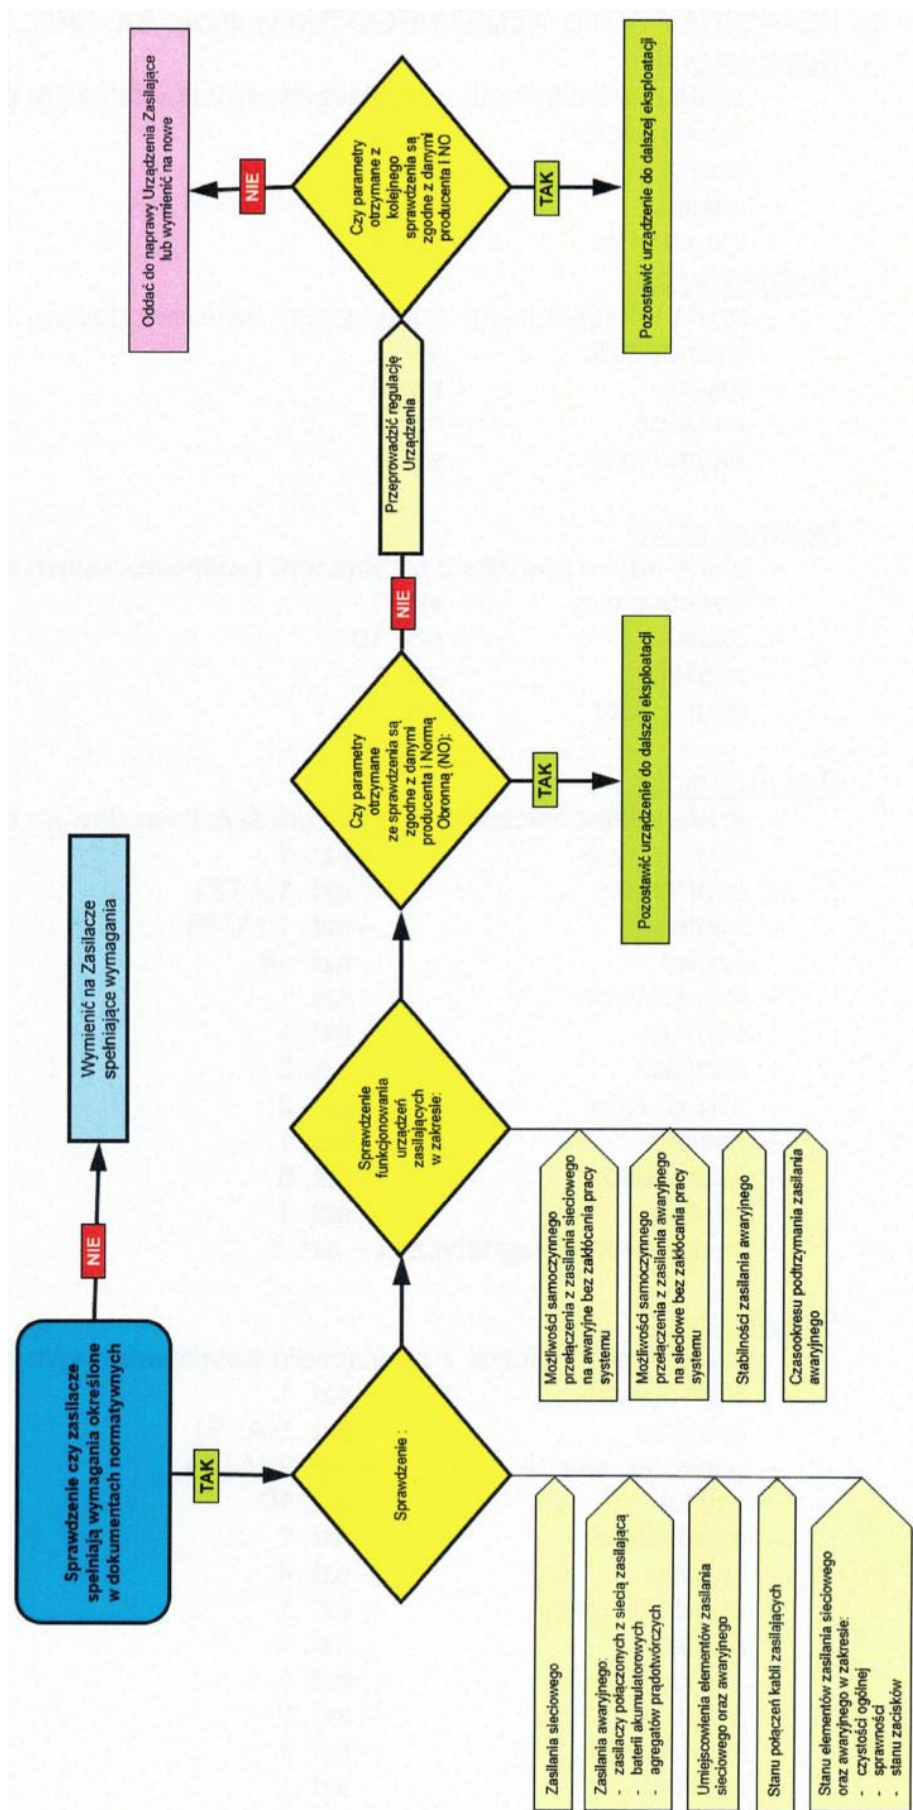 Sprawdzenie czy zasilacze
spełniają wymagania określone
w dokumentach normatywnych
NIE
Wymienić na Zasilacze
spełniające wymagania
TAK
Sprawdzenie :
Zasilania sieciowego
Zasilania awaryjnego:
- zasilaczy połączonych z siecią zasilającą
- baterii akumulatorowych
- agregatów prądotwórczych
Umiejscowienia elementów zasilania
sieciowego oraz awaryjnego
Stanu połączeń kabli zasilających
Stanu elementów zasilania sieciowego
oraz awaryjnego w zakresie:
- czystości ogólnej
- sprawności
- stanu zacisków
Sprawdzenie
funkcjonowania
urządzeń
zasilających
w zakresie:
Możliwości samoczynnego
przełączenia z zasilania sieciowego
na awaryjne bez zakłócania pracy
systemu
Możliwości samoczynnego
przełączenia z zasilania awaryjnego
na sieciowe bez zakłócania pracy
systemu
Stabilności zasilania awaryjnego
Czasookresu podtrzymania zasilania
awaryjnego
Czy parametry
otrzymane
ze sprawdzenia są
zgodne z danymi
producenta i Normą
Obronną (NO);
TAK
Pozostawić urządzenie do dalszej eksploatacji
NIE
Przeprowadzić regulację
Urządzenia
Czy parametry
otrzymane z
kolejnego
sprawdzenia są
zgodne z danymi
producenta i NO
NIE
Oddać do naprawy Urządzenia Zasilające
lub wymienić na nowe
TAK
Pozostawić urządzenie do dalszej eksploatacji